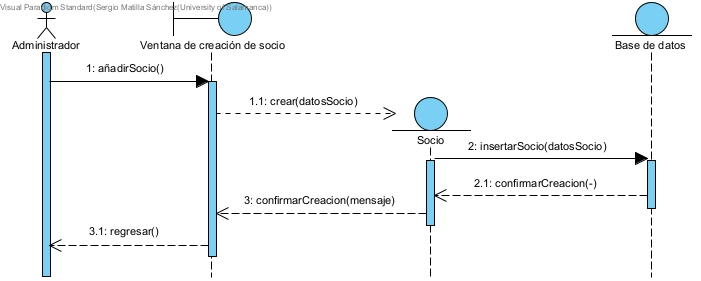 Visual Paradigm Standard(Sergio Matilla Sánchez(University of Salamanca))
Administrador
Ventana de creación de socio
Base de datos
1: añadirSocio()
1.1: crear(datosSocio)
Socio
2: insertarSocio(datosSocio)
2.1: confirmarCreacion(-)
3: confirmarCreacion(mensaje)
3.1: regresar()